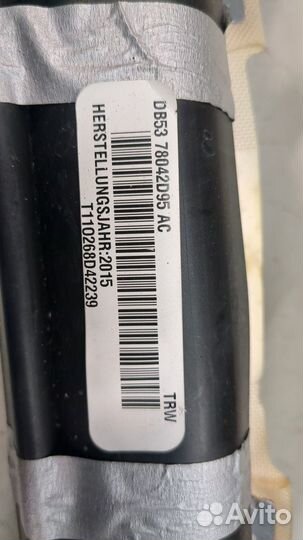 DB53 78042D95 AC
HERSTELLUNGSJAHR:2015
T110268D42239
TRW
Avito